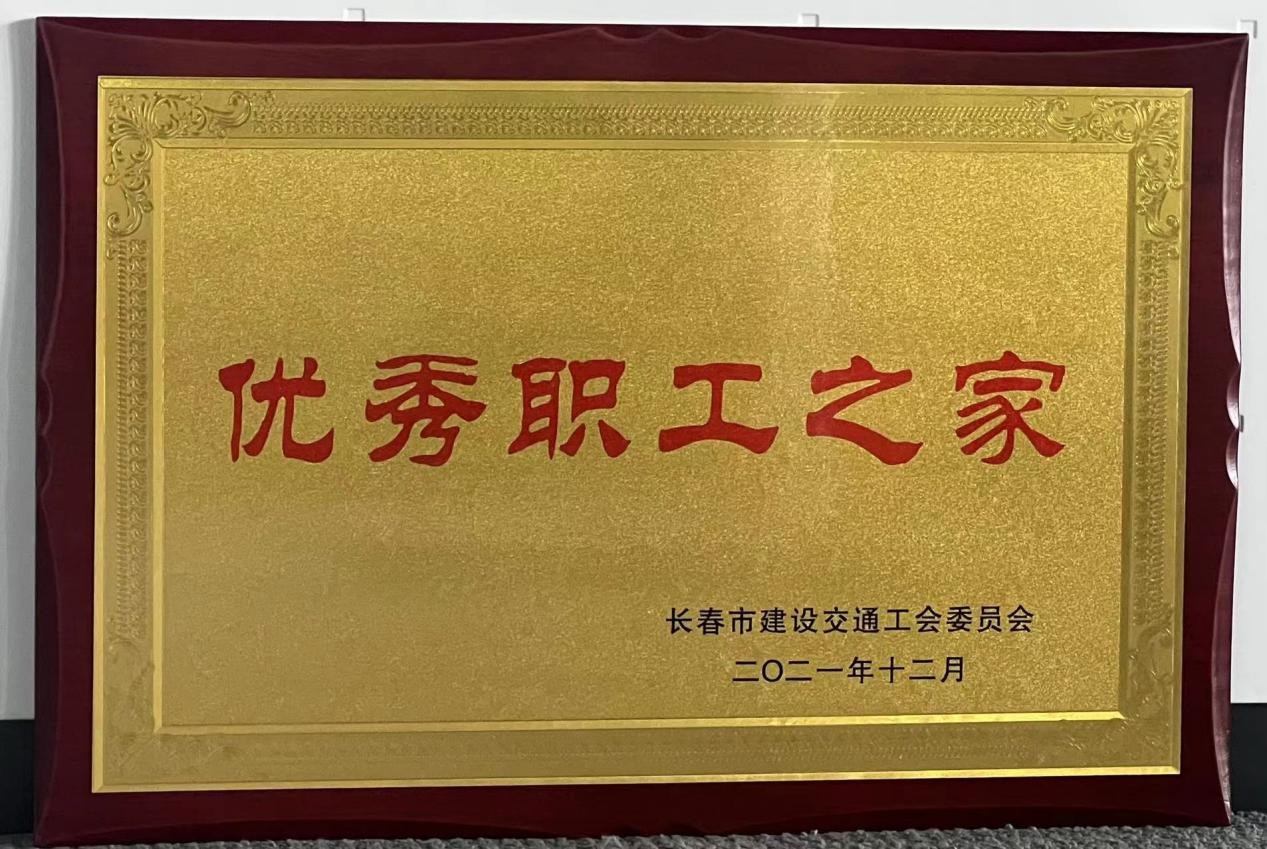 优秀职工之家
长春市建设交通工会委员会
二〇二一年十二月